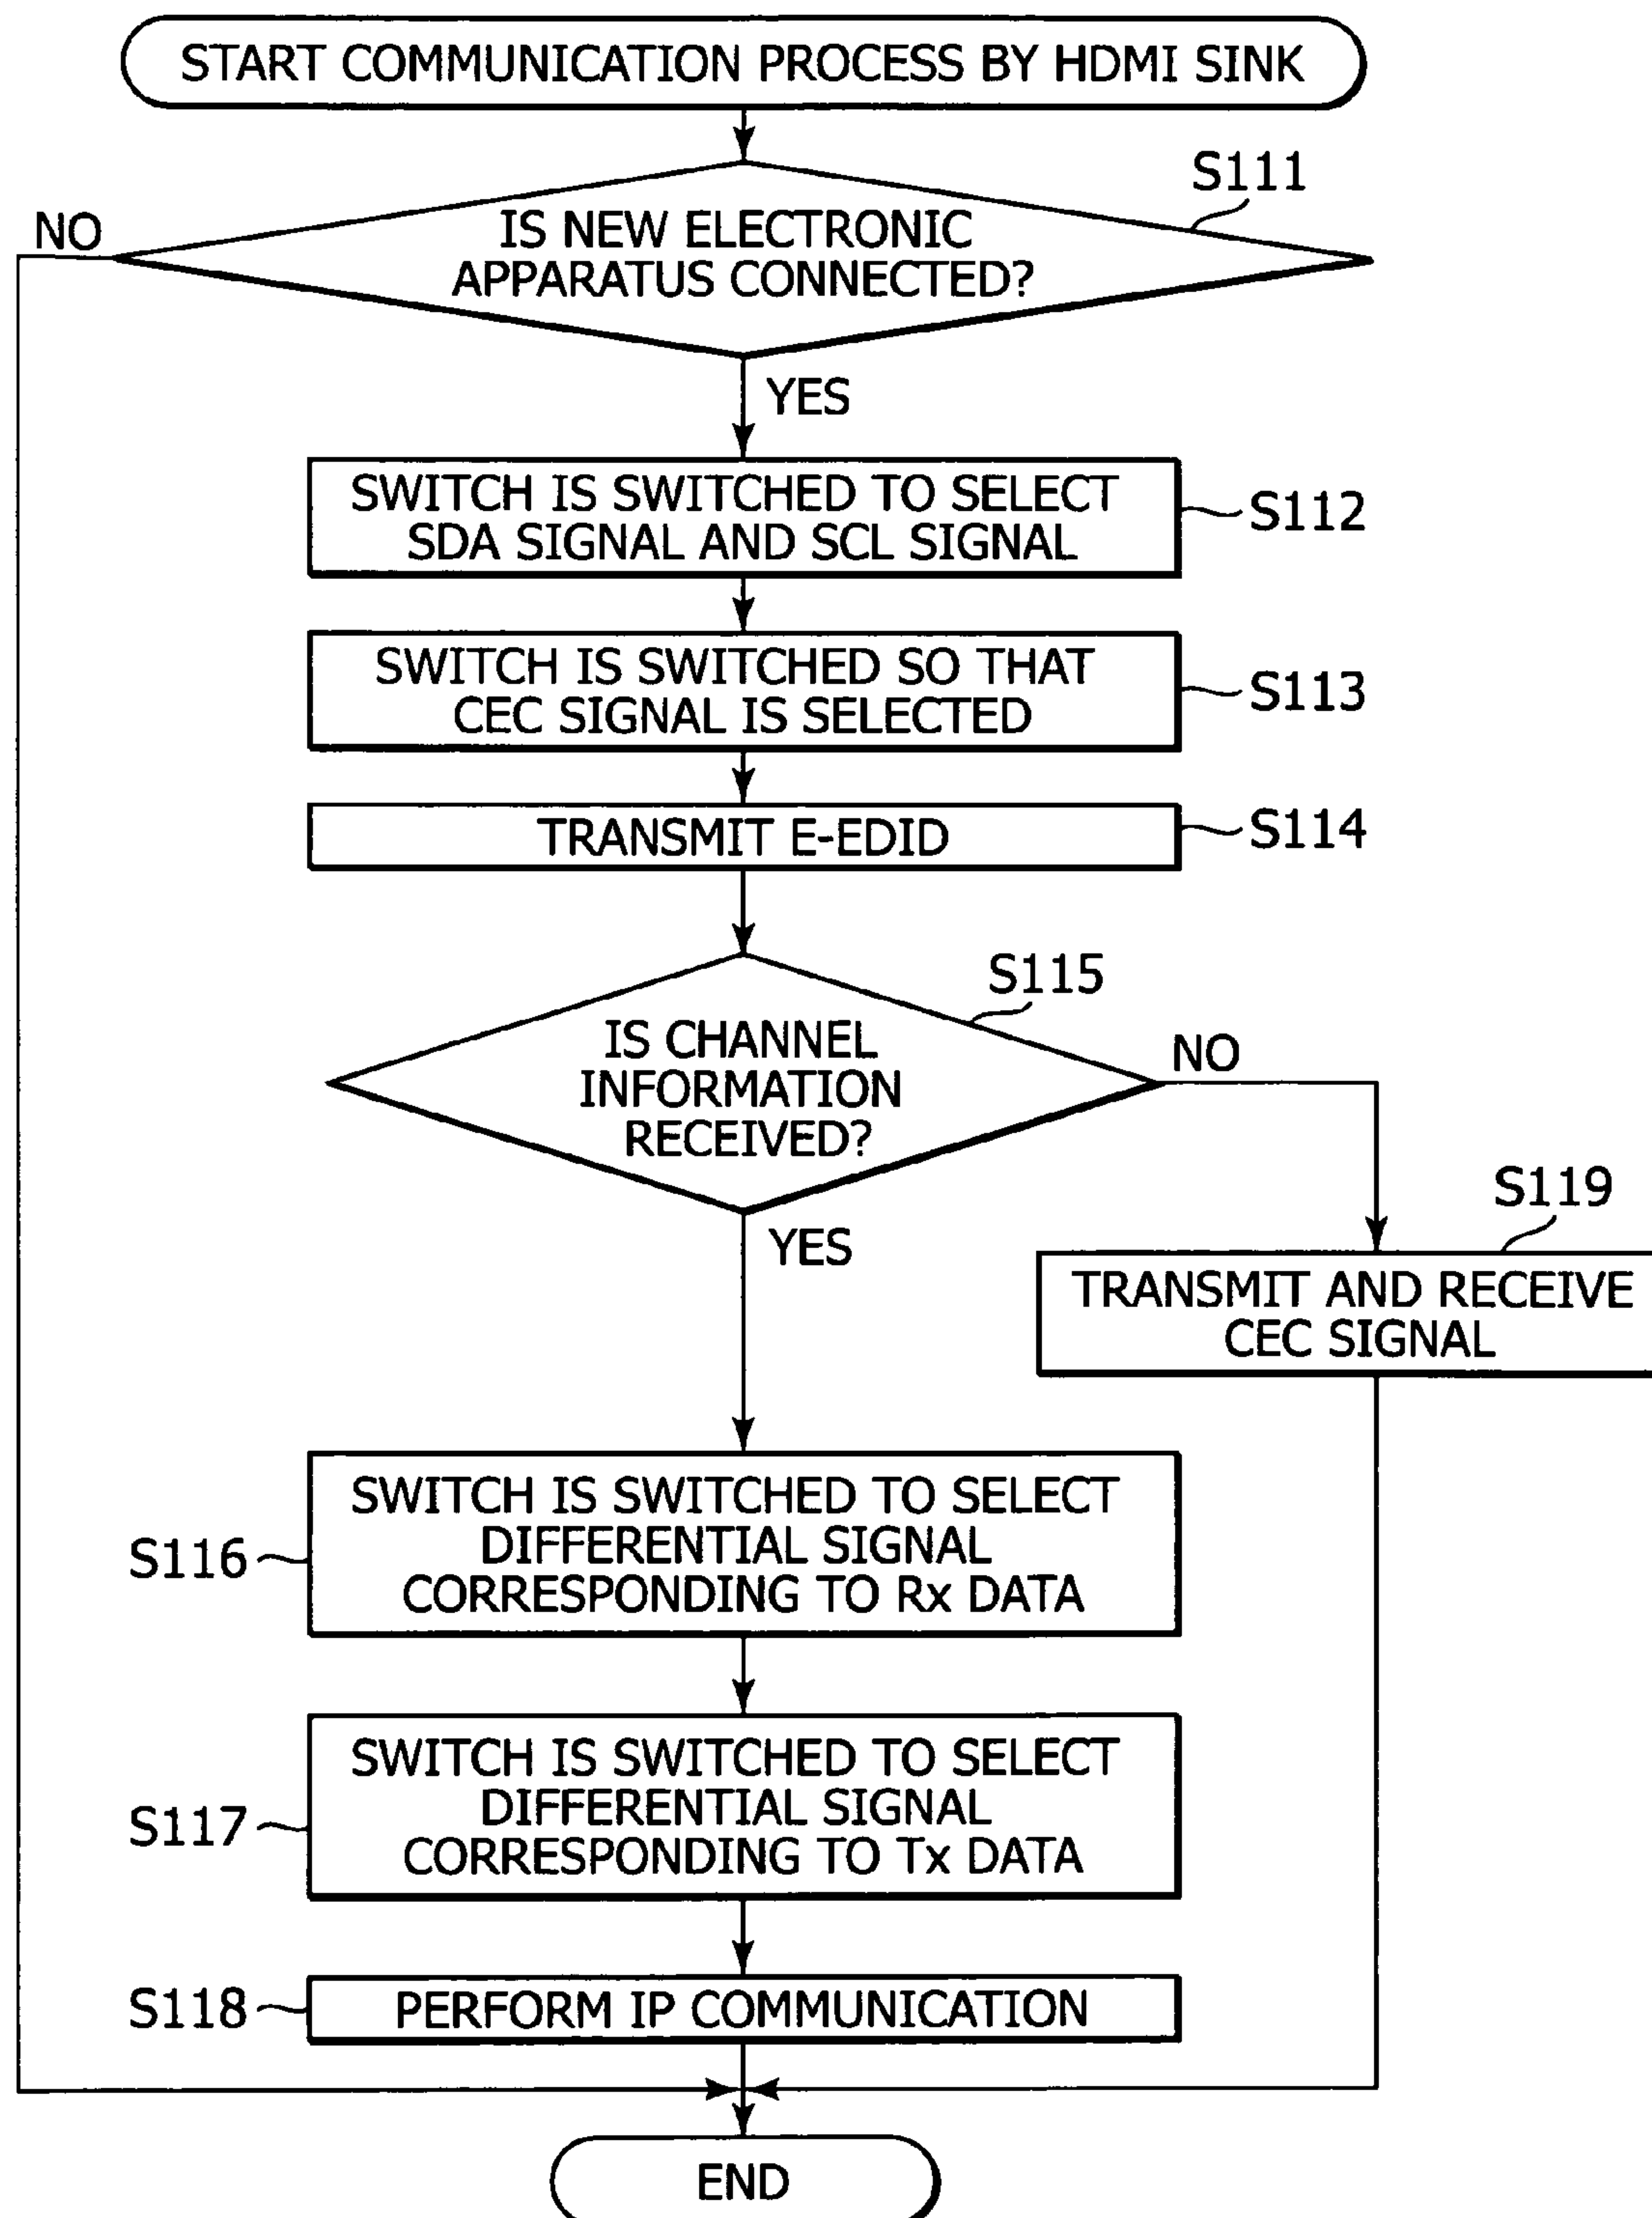 START COMMUNICATION PROCESS BY HDMI SINK
S111
NO
IS NEW ELECTRONIC
APPARATUS CONNECTED?
YES
SWITCH IS SWITCHED TO SELECT
SDA SIGNAL AND SCL SIGNAL
S112
SWITCH IS SWITCHED SO THAT
CEC SIGNAL IS SELECTED
S113
TRANSMIT E-EDID
S114
S115
IS CHANNEL
INFORMATION
RECEIVED?
NO
YES
S119
TRANSMIT AND RECEIVE
CEC SIGNAL
S116
SWITCH IS SWITCHED TO SELECT
DIFFERENTIAL SIGNAL
CORRESPONDING TO Rx DATA
S117
SWITCH IS SWITCHED TO SELECT
DIFFERENTIAL SIGNAL
CORRESPONDING TO Tx DATA
S118
PERFORM IP COMMUNICATION
END